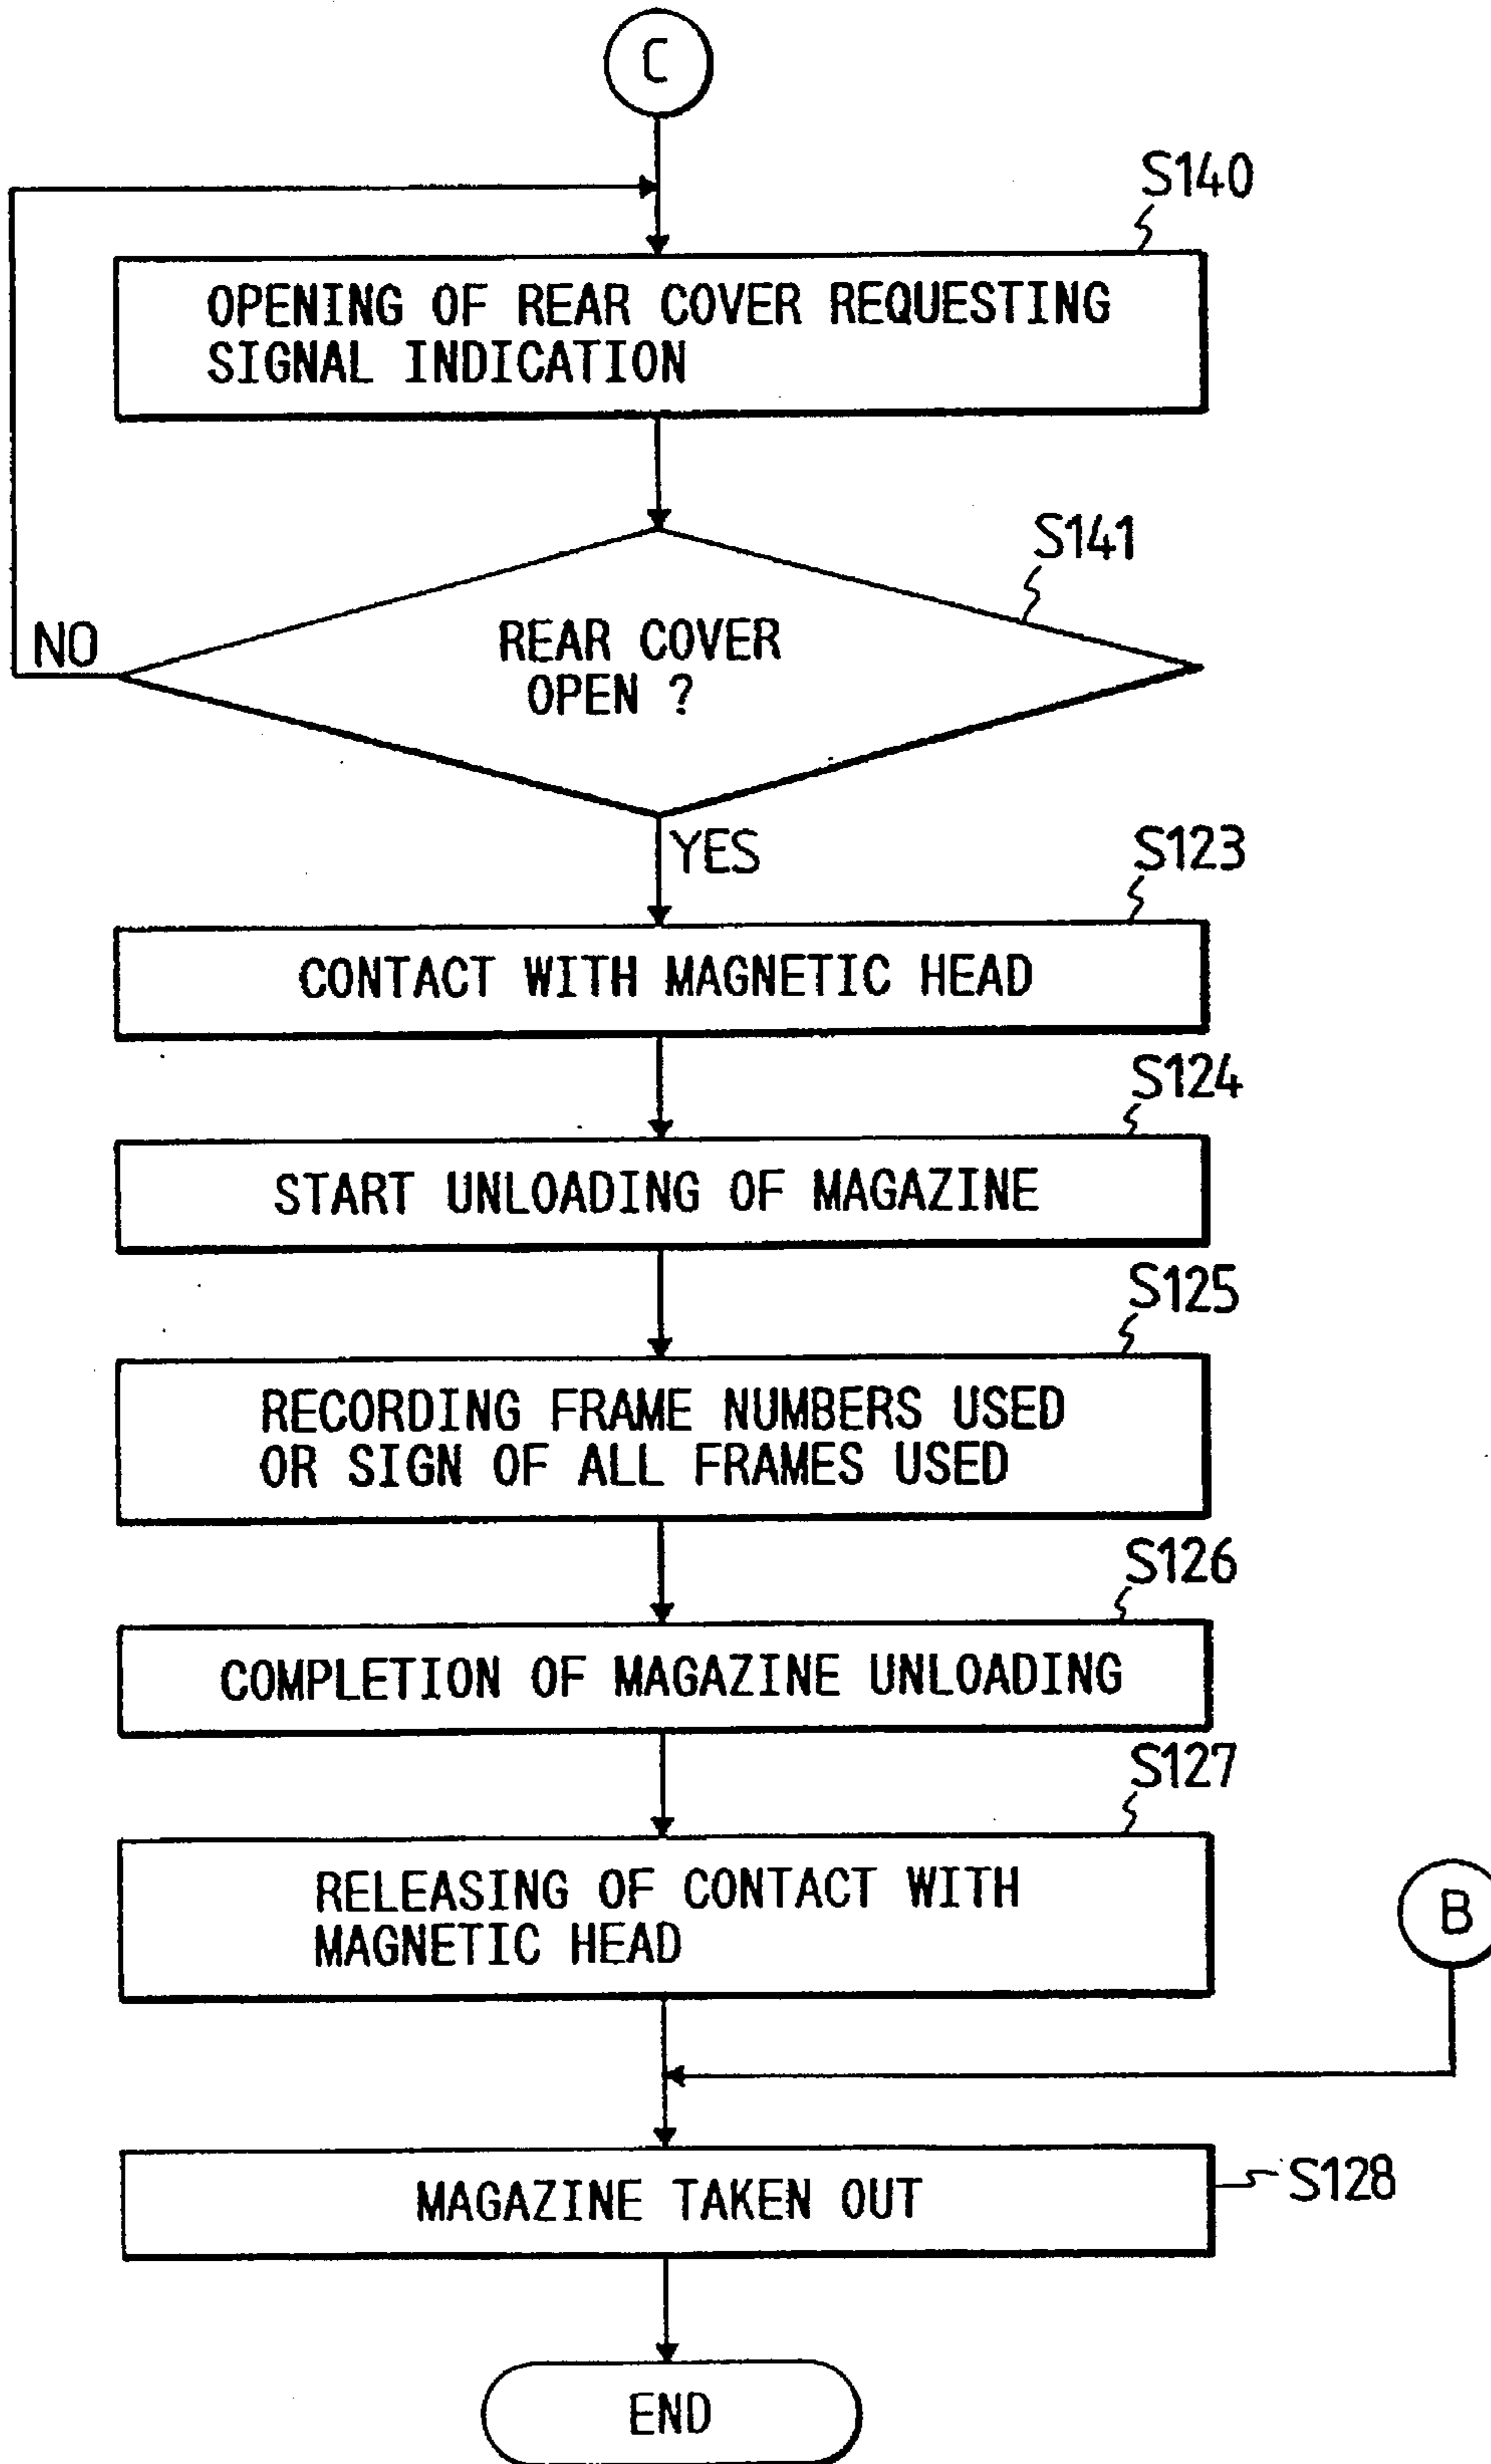 C
S140
OPENING OF REAR COVER REQUESTING
SIGNAL INDICATION
S141
REAR COVER
OPEN ?
NO
YES
S123
CONTACT WITH MAGNETIC HEAD
S124
START UNLOADING OF MAGAZINE
S125
RECORDING FRAME NUMBERS USED
OR SIGN OF ALL FRAMES USED
S126
COMPLETION OF MAGAZINE UNLOADING
S127
RELEASING OF CONTACT WITH
MAGNETIC HEAD
B
MAGAZINE TAKEN OUT
S128
END